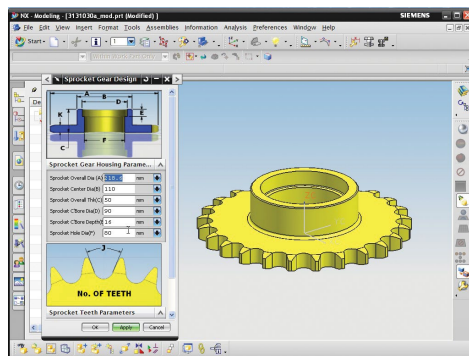 NX - Modeling - [3131030a_mod.prt (Modified) ]
SIEMENS
File Edit View Insert Format Tools Assemblies Information Analysis Preferences Window Help
Start
Sprocket Gear Design
A
B
D
K
E
C
F
Sprocket Gear Housing Parame...
Sprocket Overall Dia (A) mm
Sprocket Center Dia(B) 110 mm
Sprocket Overall Thk(C) 50 mm
Sprocket C'Bore Dia(D) 90 mm
Sprocket C'Bore Depth 16 mm
Sprocket Hole Dia(F) 80 mm
J
No. OF TEETH
Sprocket Teeth Parameters
OK Apply Cancel